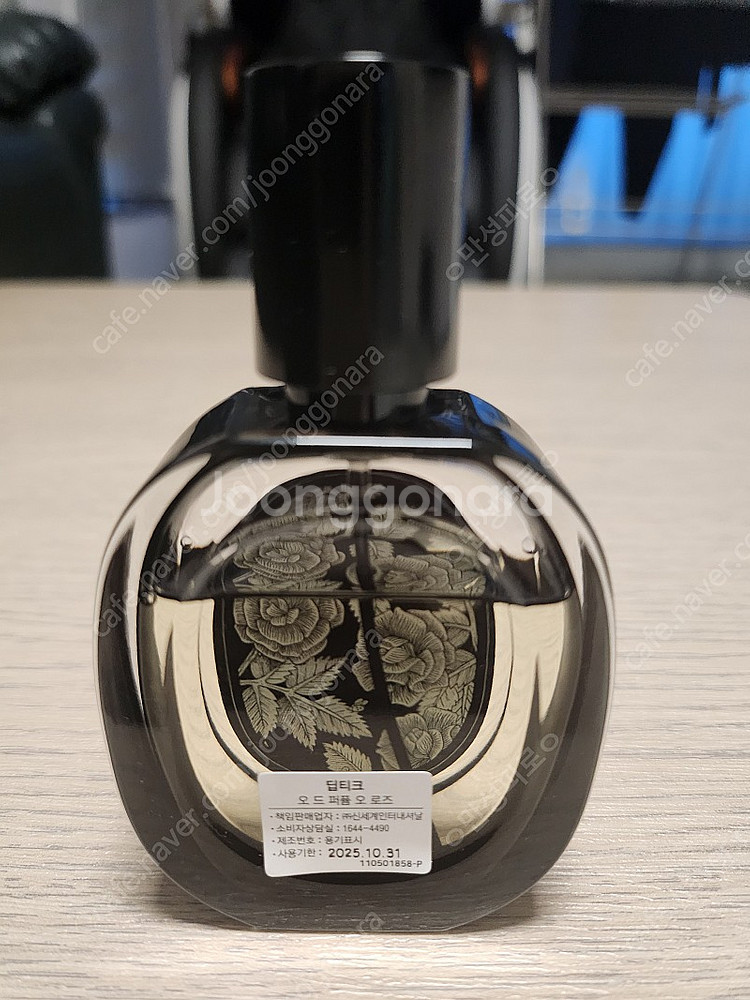 cafe.naver.com/joonggonara
Joonggonara
딥티크
오 드 퍼퓸 오 로즈
·책임판매업자 : ㈜신세계인터내셔날
·소비자상담실 : 1644-4490
·제조번호 : 용기표시
·사용기한 : 2025.10.31
110501858-P